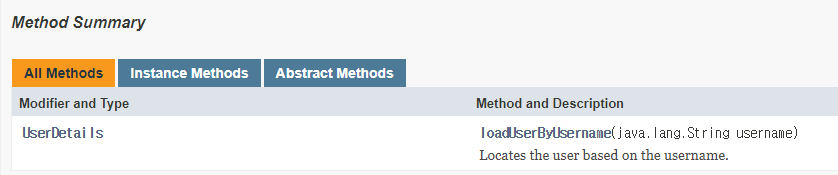 Method Summary
All Methods Instance Methods Abstract Methods
Modifier and Type Method and Description
UserDetails loadUserByUsername(java.lang.String username)
Locates the user based on the username.